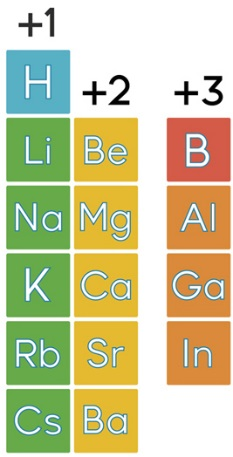 +1
H +2 +3
Li Be B
Na Mg Al
K Ca Ga
Rb Sr In
Cs Ba